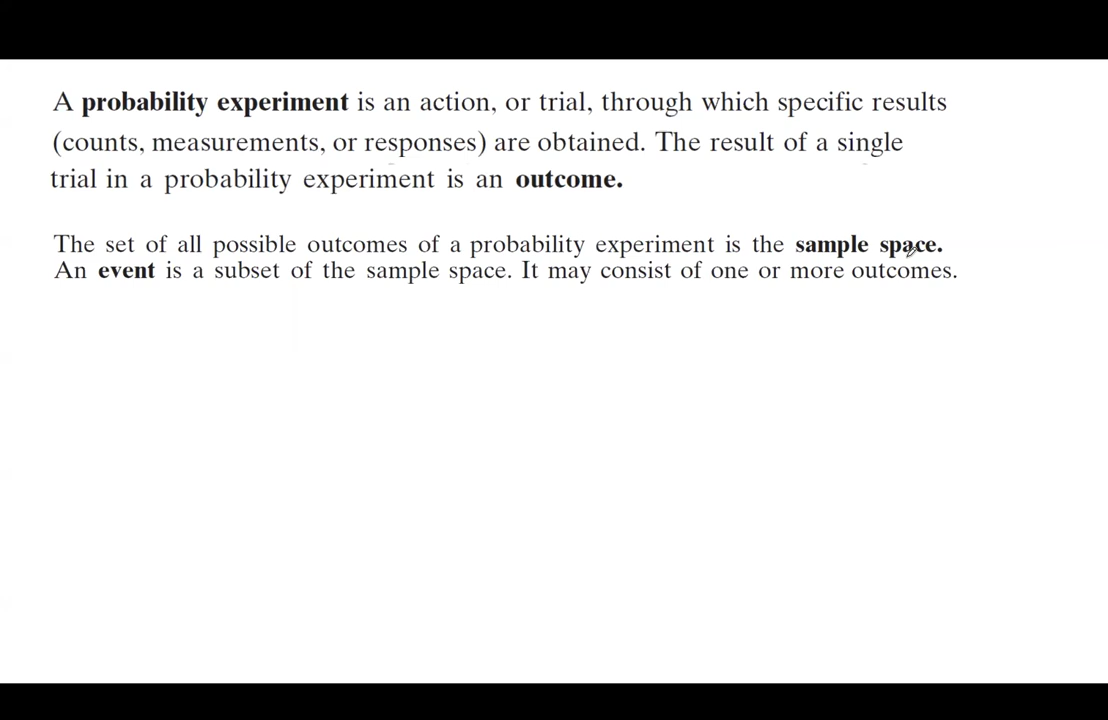 A probability experiment is an action, or trial, through which specific results
(counts, measurements, or responses) are obtained. The result of a single
trial in a probability experiment is an outcome.
The set of all possible outcomes of a probability experiment is the sample space.
An event is a subset of the sample space. It may consist of one or more outcomes.